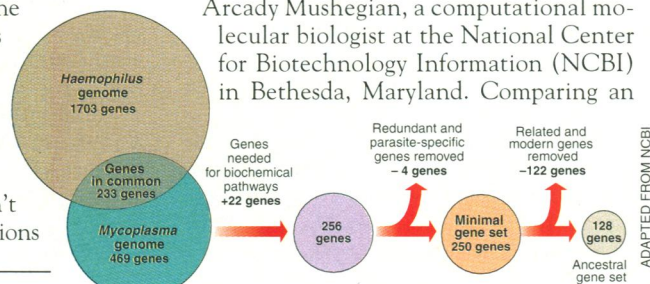 ne
s
Arcady Mushegian, a computational mo-
lecular biologist at the National Center
for Biotechnology Information (NCBI)
in Bethesda, Maryland. Comparing an
Haemophilus
genome
1703 genes
Genes
in common
233 genes
Mycoplasma
genome
469 genes
n't
ions
Genes
needed
for biochemical
pathways
+22 genes
256
genes
Redundant and
parasite-specific
genes removed
– 4 genes
Minimal
gene set
250 genes
Related and
modern genes
removed
–122 genes
128
genes
Ancestral
gene set
ADAPTED FROM NCBI